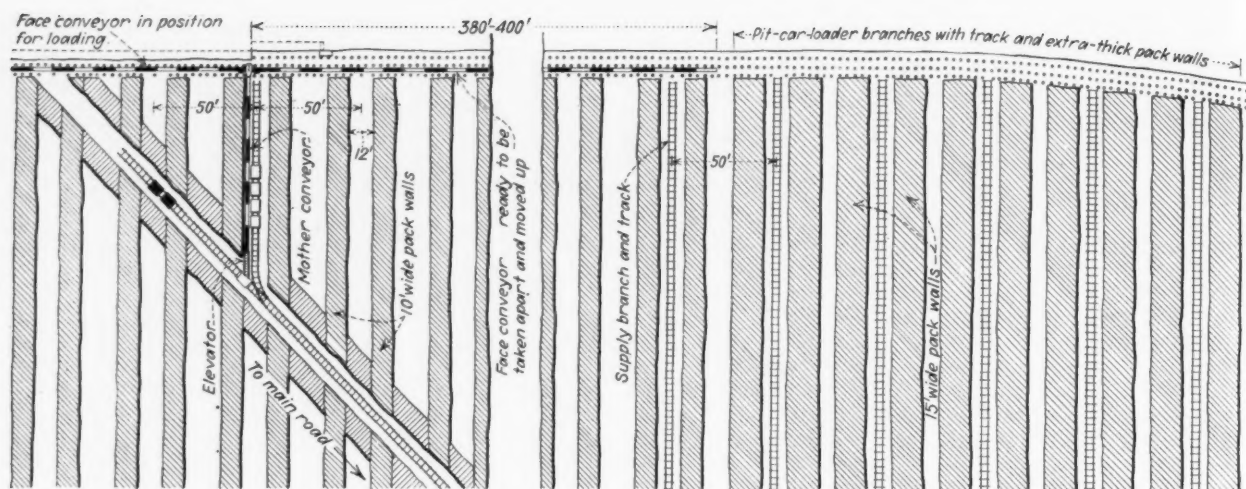 Face conveyor in position
for loading
380'-400'
Pit-car-loader branches with track and extra-thick pack walls
50'
50'
12'
50'
Elevator
Mother conveyor
10' wide pack walls
To main road
Face conveyor ready to be
taken apart and moved up
Supply branch and track
15' wide pack walls